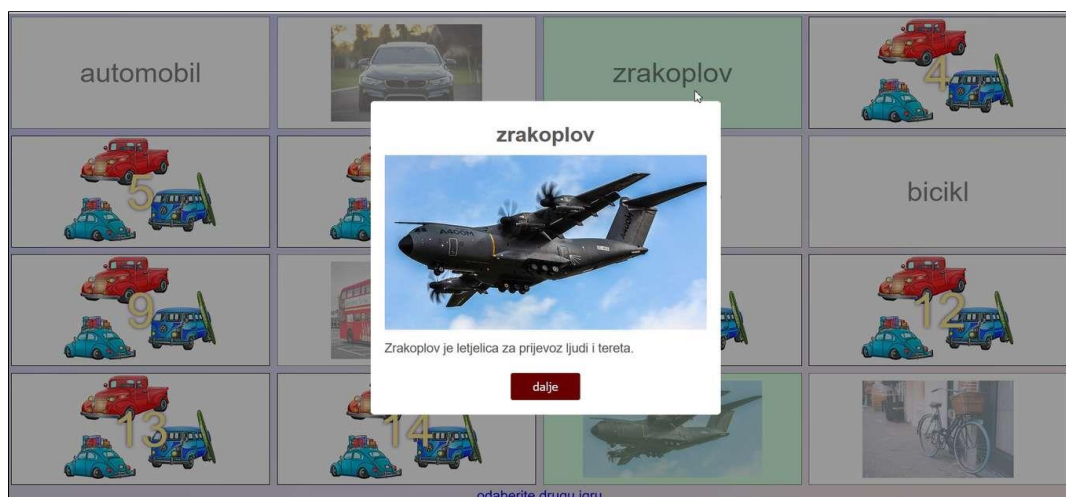 automobil
zrakoplov
4
zrakoplov
A400M
5
bicikl
9
12
Zrakoplov je letjelica za prijevoz ljudi i tereta.
dalje
13
14
odaberite drugu igru